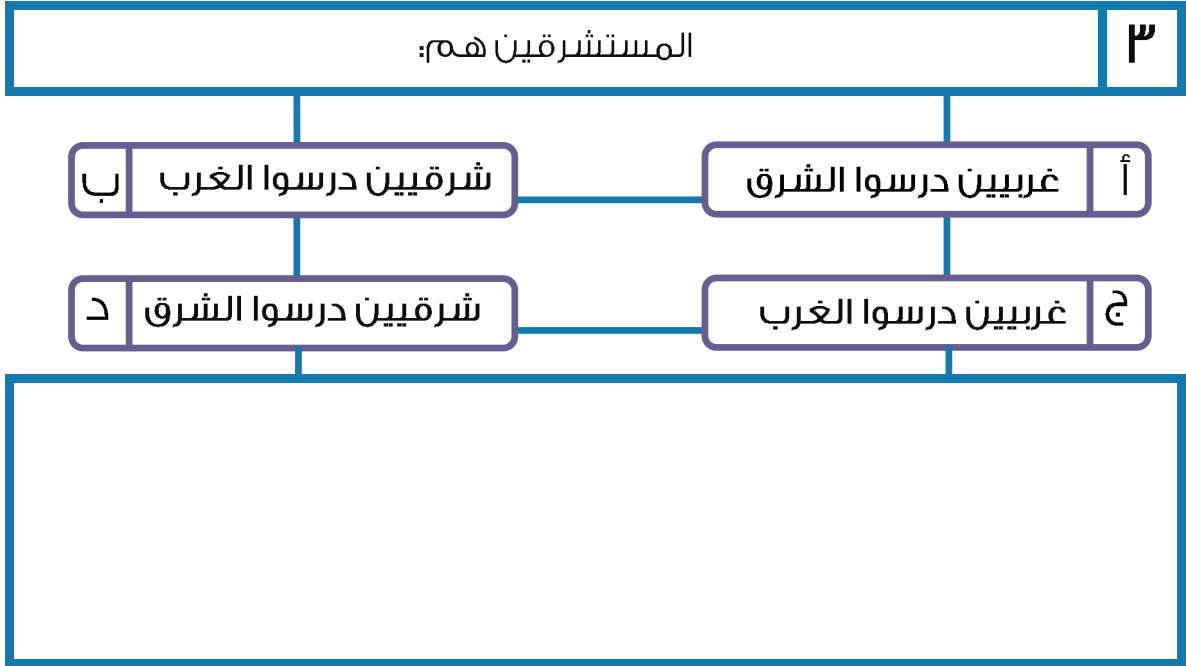 ٣
المستشرقين هم:
أ
غربيين درسوا الشرق
ب
شرقيين درسوا الغرب
ج
غربيين درسوا الغرب
د
شرقيين درسوا الشرق